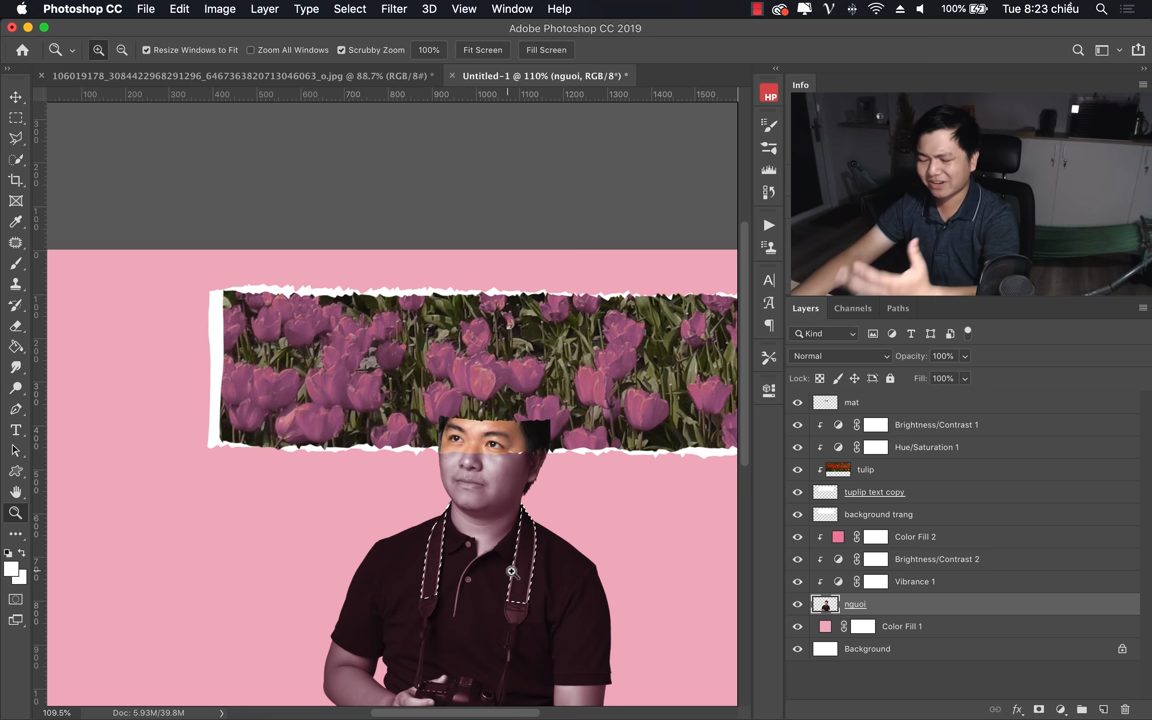 Photoshop CC File Edit Image Layer Type Select Filter 3D View Window Help 100% Tue 8:23 chiều
Adobe Photoshop CC 2019
Resize Windows to Fit Zoom All Windows Scrubby Zoom 100% Fit Screen Fill Screen
106019178_3084422968291296_6467363820713046063_o.jpg @ 88.7% (RGB/8#) * Untitled-1 @ 110% (nguoi, RGB/8*) *
Info
100 200 300 400 500 600 700 800 900 1000 1100 1200 1300 1400 1500
HP
Layers Channels Paths
Kind
Normal Opacity: 100%
Lock: Fill: 100%
mat
Brightness/Contrast 1
Hue/Saturation 1
tulip
tuplip text copy
background trang
Color Fill 2
Brightness/Contrast 2
Vibrance 1
nguoi
Color Fill 1
Background
109.5% Doc: 5.93M/39.8M